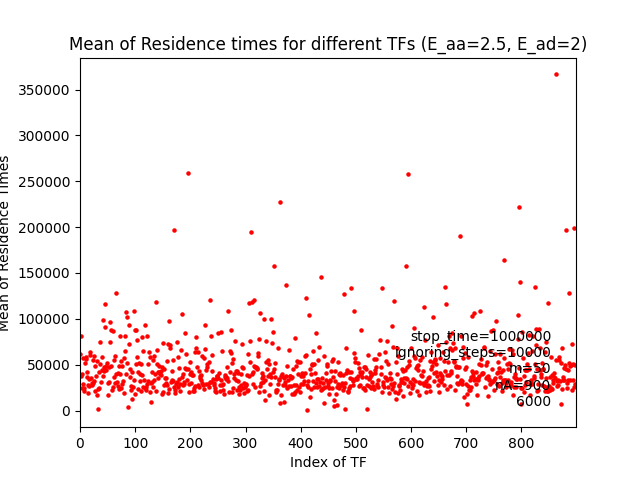 Mean of Residence times for different TFs (E_aa=2.5, E_ad=2)
Mean of Residence Times
350000
300000
250000
200000
150000
100000
50000
0
stop_time=1000000
ignoring_steps=10000
m=50
nA=900
6000
0 100 200 300 400 500 600 700 800
Index of TF